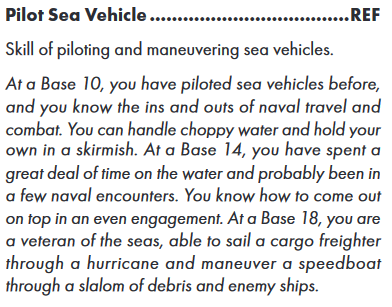 Pilot Sea Vehicle ....................................REF
Skill of piloting and maneuvering sea vehicles.
At a Base 10, you have piloted sea vehicles before,
and you know the ins and outs of naval travel and
combat. You can handle choppy water and hold your
own in a skirmish. At a Base 14, you have spent a
great deal of time on the water and probably been in
a few naval encounters. You know how to come out
on top in an even engagement. At a Base 18, you are
a veteran of the seas, able to sail a cargo freighter
through a hurricane and maneuver a speedboat
through a slalom of debris and enemy ships.